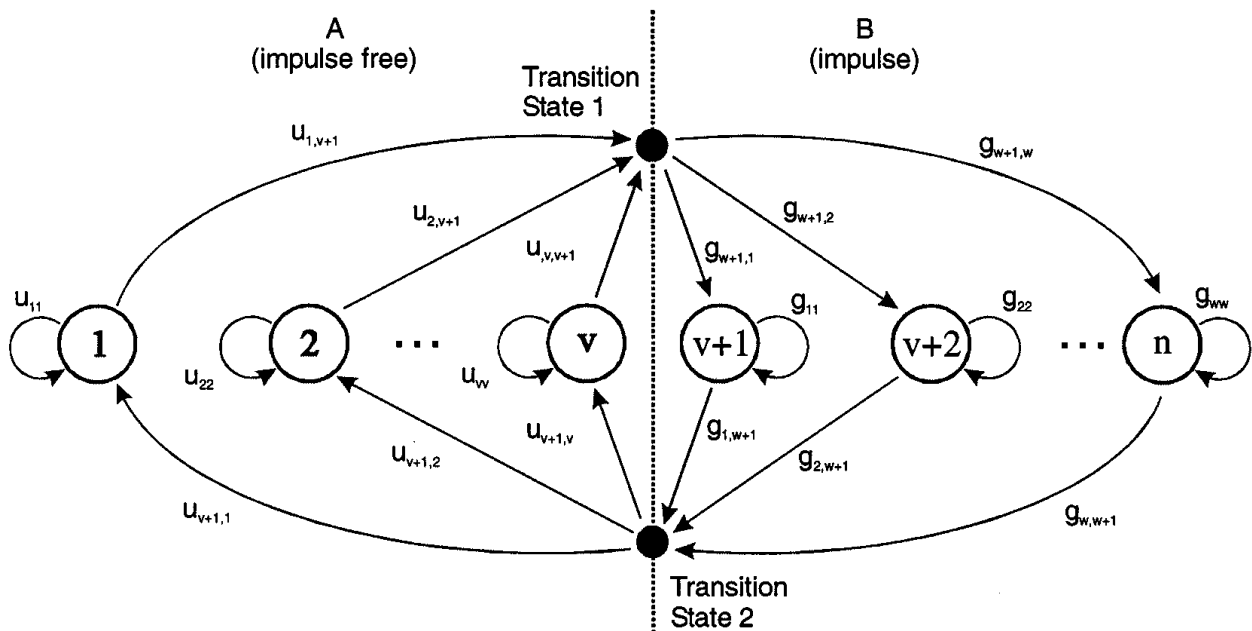 A
(impulse free)
B
(impulse)
Transition
State 1
u1,v+1
gw+1,w
u2,v+1
gw+1,2
u,v,v+1
gw+1,1
u11
g11
g22
gww
1
2
...
v
v+1
v+2
...
n
u22
uvv
uv+1,v
g1,w+1
uv+1,2
g2,w+1
uv+1,1
gw,w+1
Transition
State 2